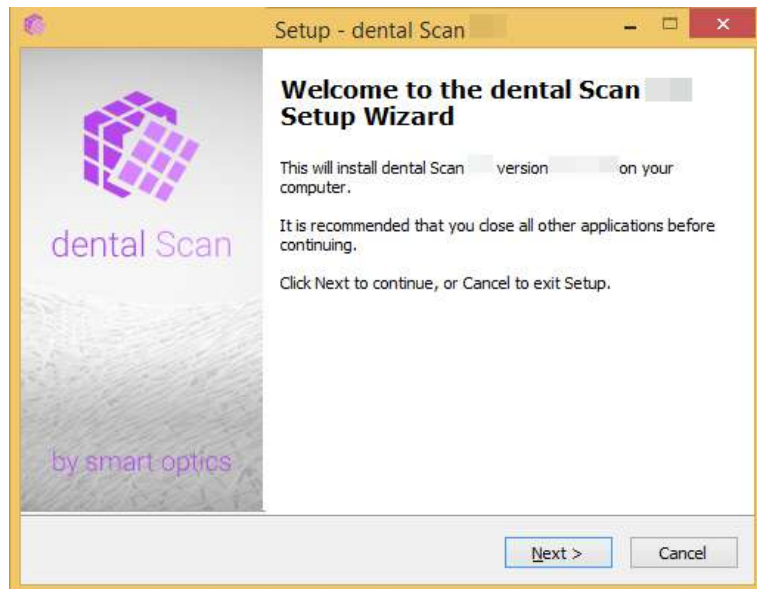 Setup - dental Scan
Welcome to the dental Scan
Setup Wizard
This will install dental Scan version on your
computer.
It is recommended that you close all other applications before
continuing.
Click Next to continue, or Cancel to exit Setup.
dental Scan
by smart optics
Next >
Cancel